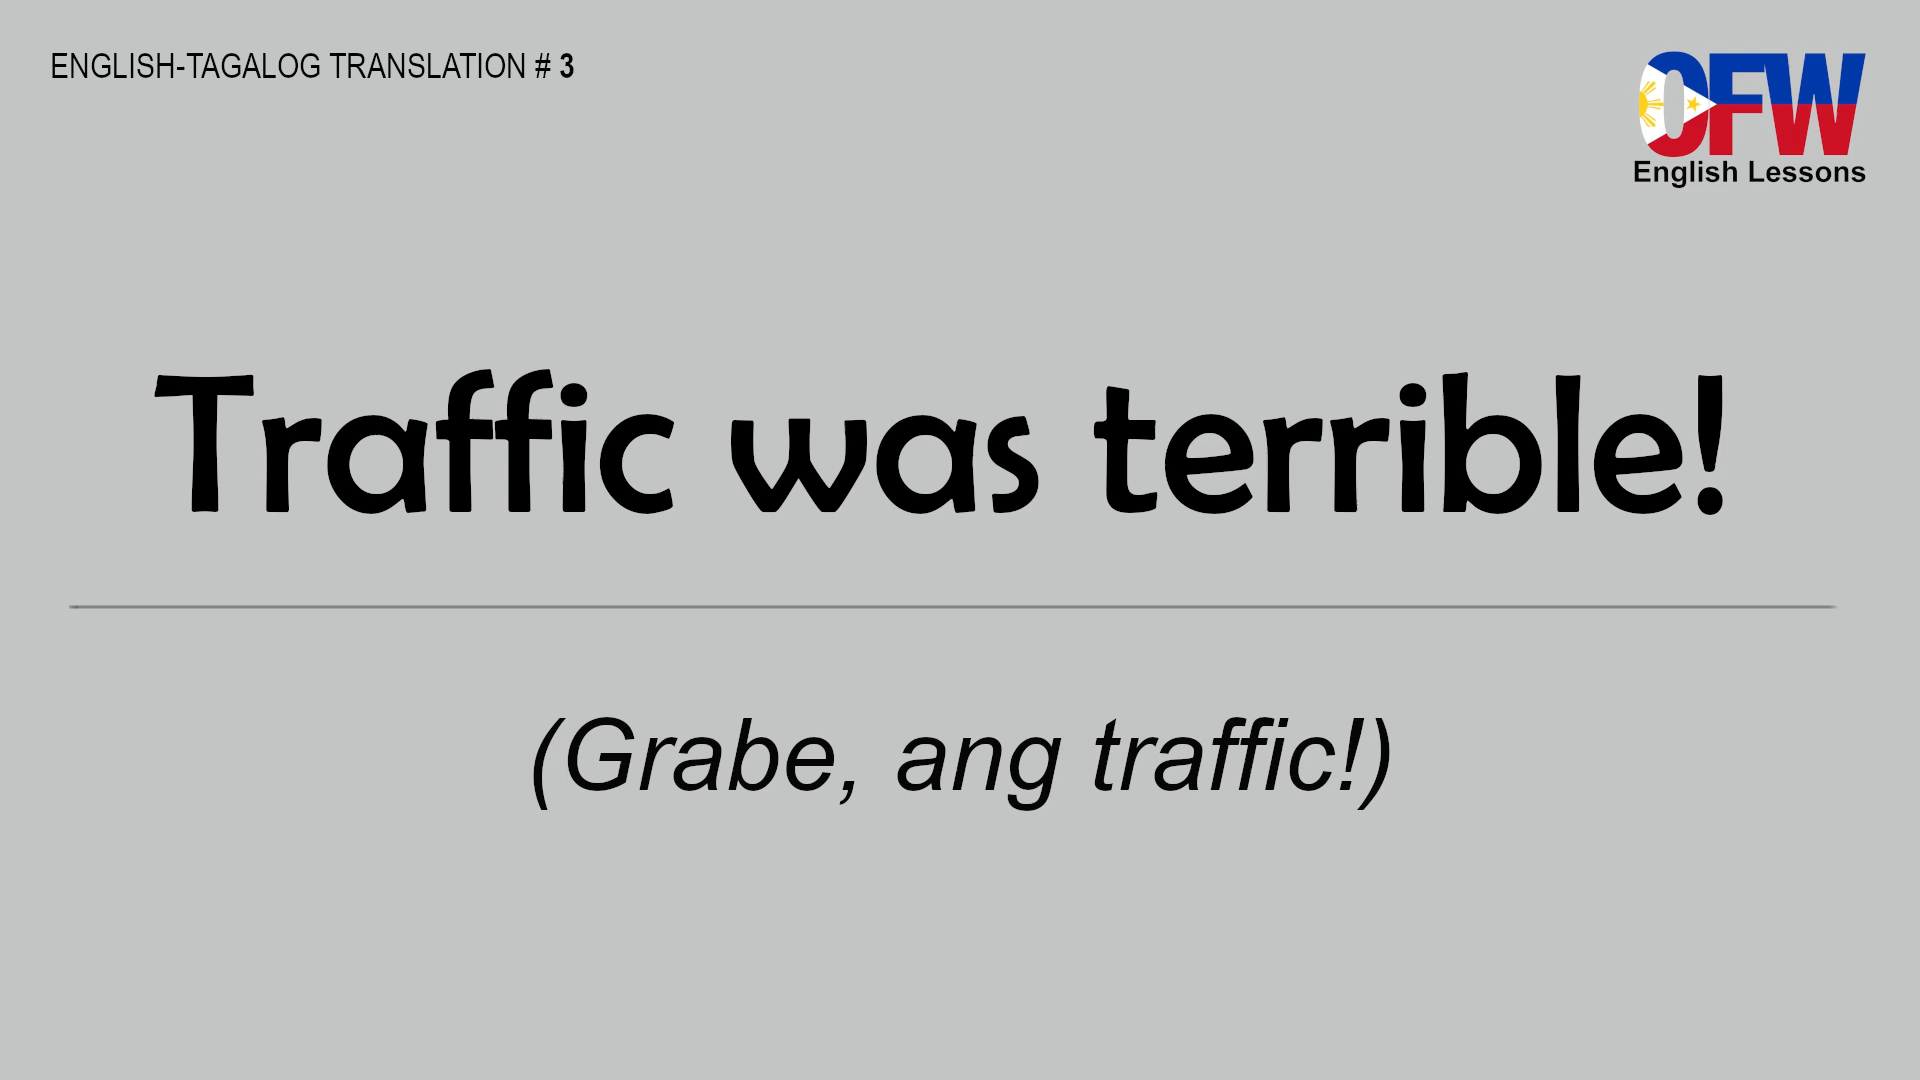 ENGLISH-TAGALOG TRANSLATION # 3
OFW
English Lessons
Traffic was terrible!
(Grabe, ang traffic!)